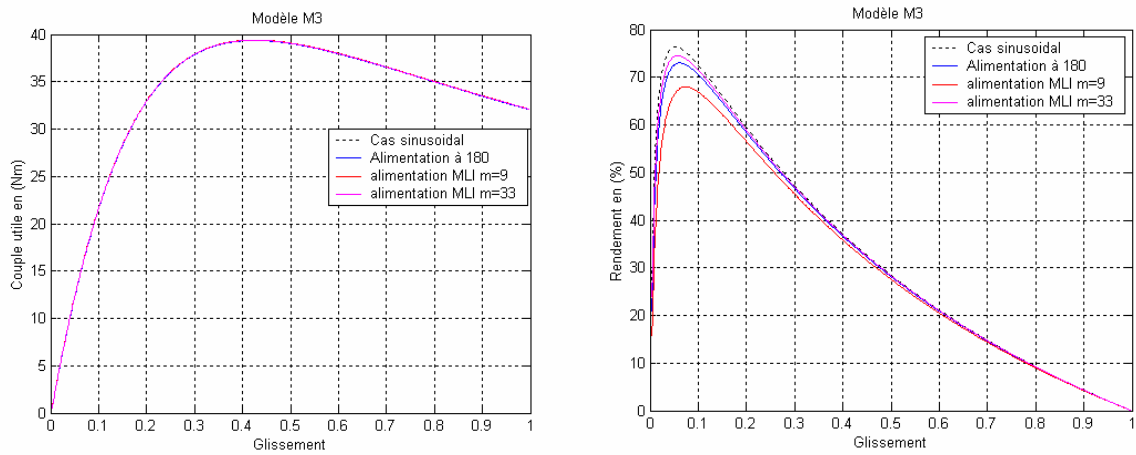 Modèle M3
Couple utile en (Nm)
40
35
30
25
20
15
10
5
0
Cas sinusoidal
Alimentation à 180
alimentation MLI m=9
alimentation MLI m=33
0 0.1 0.2 0.3 0.4 0.5 0.6 0.7 0.8 0.9 1
Glissement
Modèle M3
Rendement en (%)
80
70
60
50
40
30
20
10
0
Cas sinusoidal
Alimentation à 180
alimentation MLI m=9
alimentation MLI m=33
0 0.1 0.2 0.3 0.4 0.5 0.6 0.7 0.8 0.9 1
Glissement